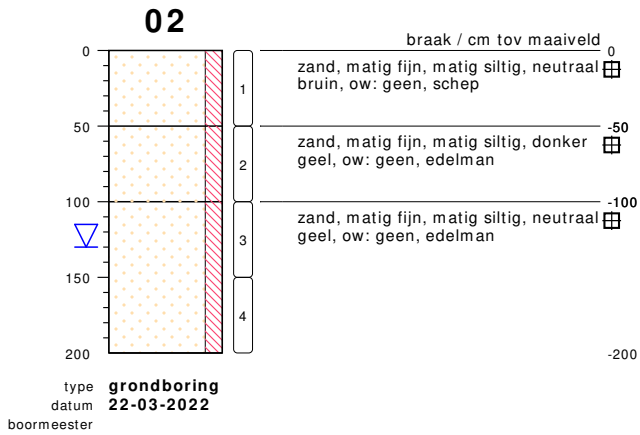 02
braak / cm tov maaiveld
0
0
zand, matig fijn, matig siltig, neutraal
bruin, ow: geen, schep
1
50
-50
zand, matig fijn, matig siltig, donker
geel, ow: geen, edelman
2
100
-100
zand, matig fijn, matig siltig, neutraal
geel, ow: geen, edelman
3
150
4
200
-200
type grondboring
datum 22-03-2022
boormeester